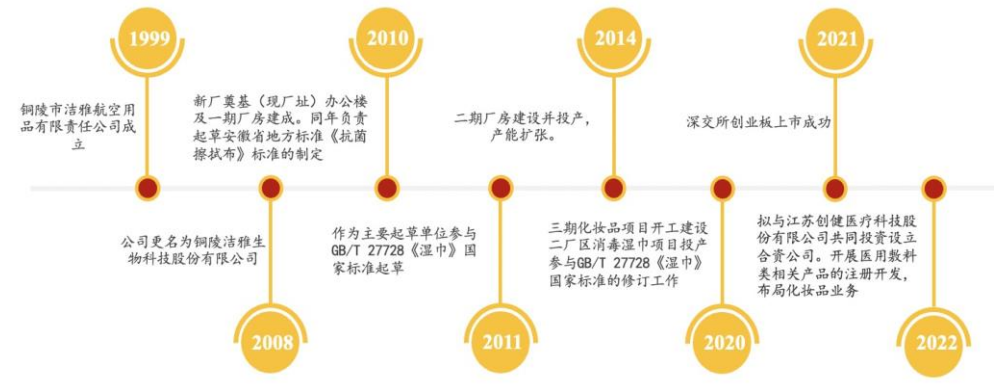 1999
铜陵市洁雅航空用
品有限责任公司成
立
公司更名为铜陵洁雅生
物科技股份有限公司
2008
2010
新厂奠基（现厂址）办公楼
及一期厂房建成。同年负责
起草安徽省地方标准《抗菌
擦拭布》标准的制定
作为主要起草单位参与
GB/T 27728《湿巾》国
家标准起草
2011
2014
二期厂房建设并投产，
产能扩张。
三期化妆品项目开工建设
二厂区消毒湿巾项目投产
参与GB/T 27728《湿巾》
国家标准的修订工作
2020
2021
深交所创业板上市成功
拟与江苏创健医疗科技股
份有限公司共同投资设立
合资公司。开展医用敷料
类相关产品的注册开发，
布局化妆品业务
2022